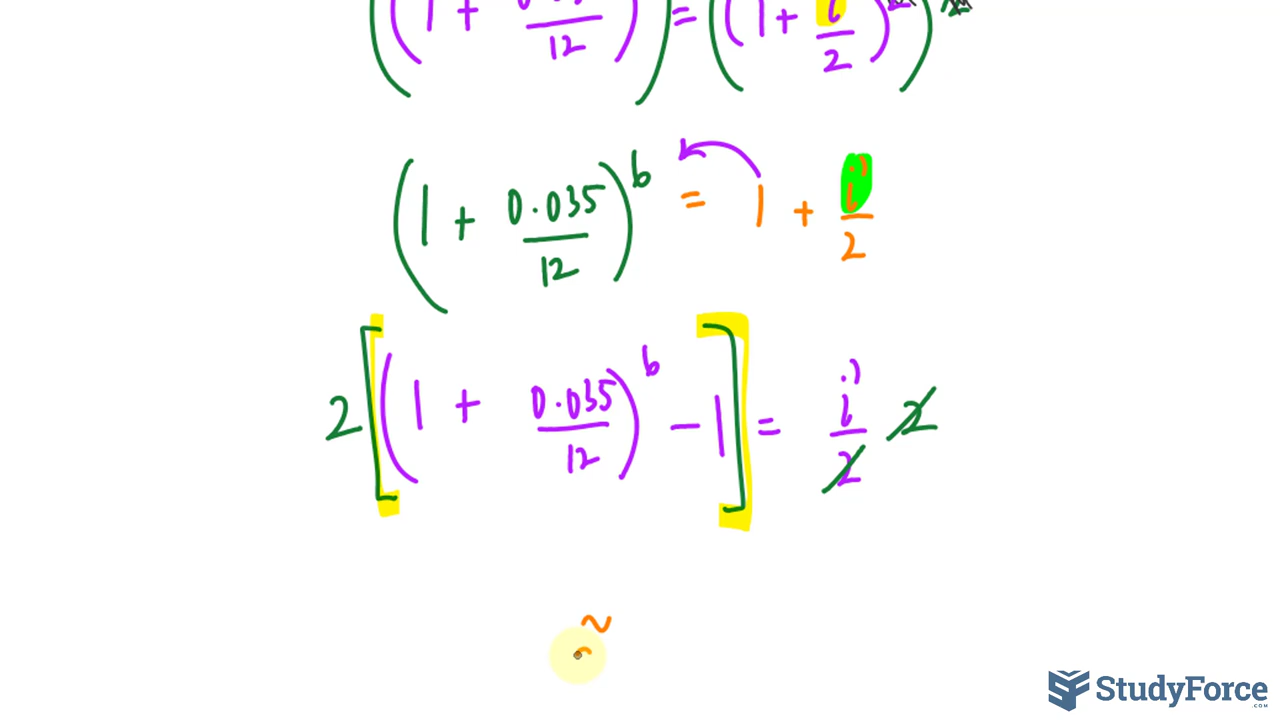 (( 1 + 0.035/12 ) ) = (( 1 + i/2 ) )
( 1 + 0.035/12 )^6 = 1 + i/2
2 [ ( 1 + 0.035/12 )^6 − 1 ] = i/2 2
≈
StudyForce
.COM